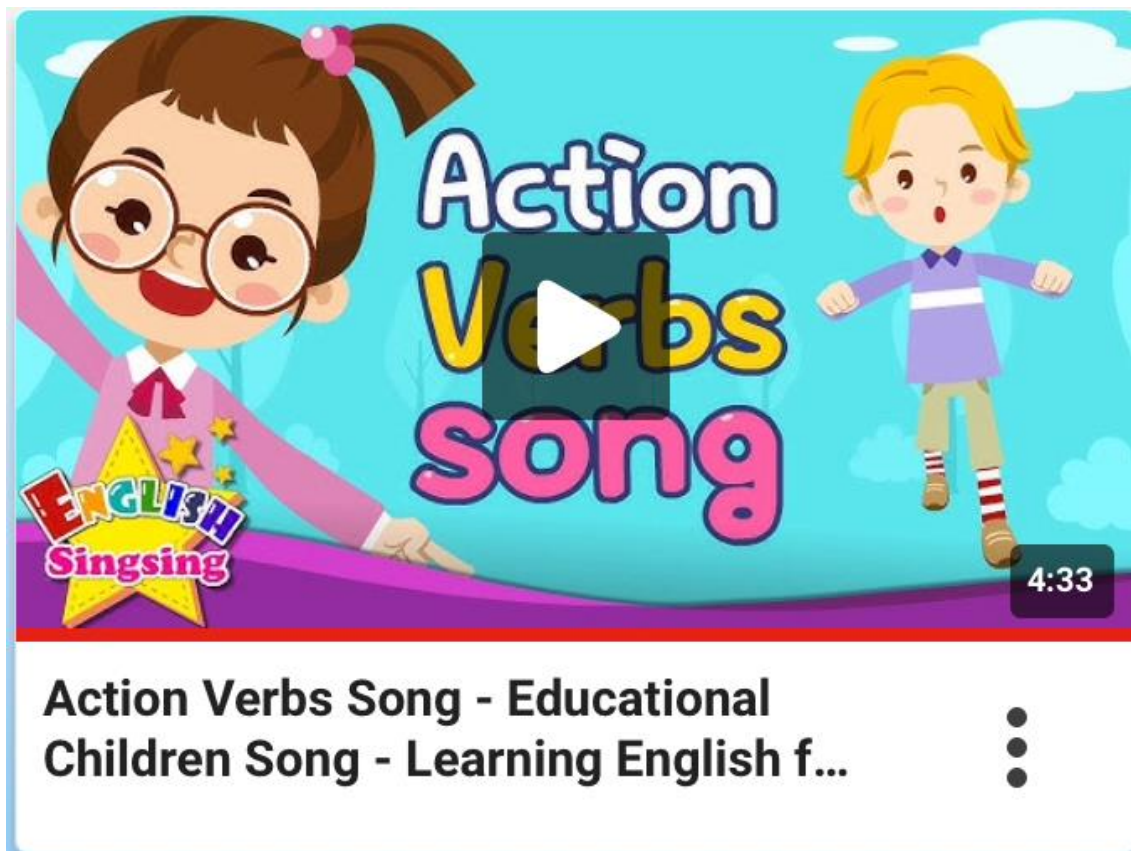 Action
Verbs
song
ENGLISH
Singsing
4:33
Action Verbs Song - Educational
Children Song - Learning English f...